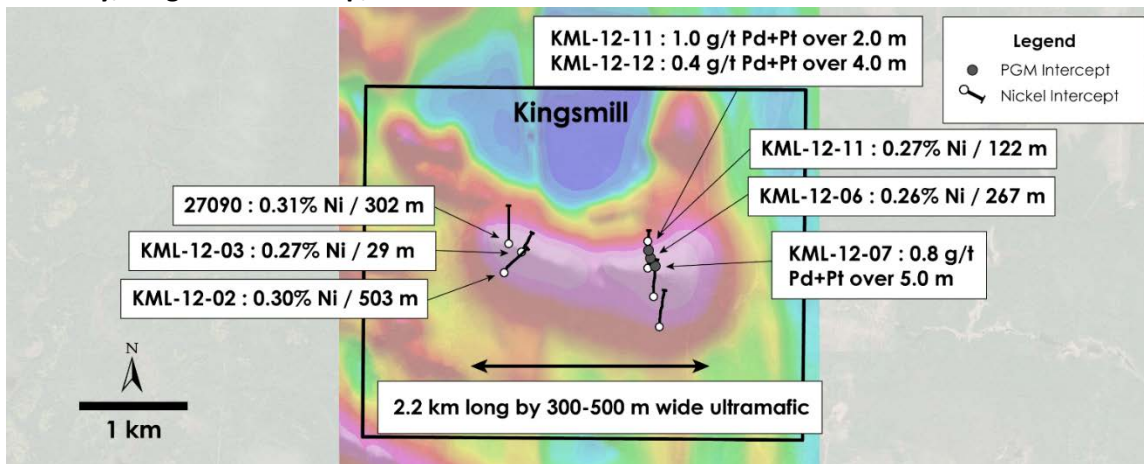 KML-12-11 : 1.0 g/t Pd+Pt over 2.0 m
KML-12-12 : 0.4 g/t Pd+Pt over 4.0 m
Legend
PGM Intercept
Nickel Intercept
Kingsmill
KML-12-11 : 0.27% Ni / 122 m
27090 : 0.31% Ni / 302 m
KML-12-06 : 0.26% Ni / 267 m
KML-12-03 : 0.27% Ni / 29 m
KML-12-07 : 0.8 g/t
Pd+Pt over 5.0 m
KML-12-02 : 0.30% Ni / 503 m
N
1 km
2.2 km long by 300-500 m wide ultramafic